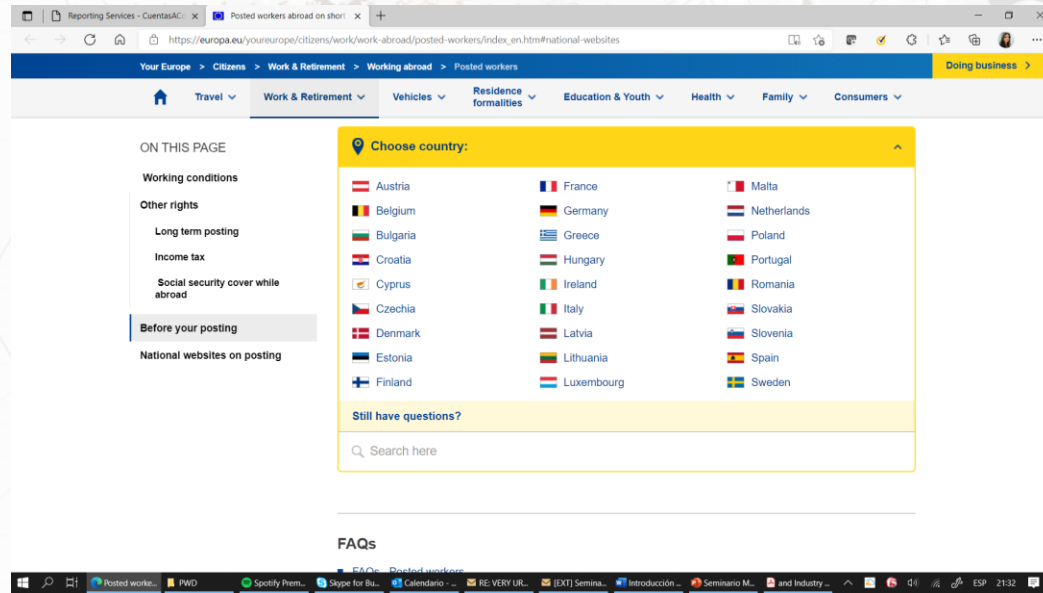 Reporting Services - CuentasACo
Posted workers abroad on short
https://europa.eu/youreurope/citizens/work/work-abroad/posted-workers/index_en.htm#national-websites
Your Europe > Citizens > Work & Retirement > Working abroad > Posted workers
Doing business >
Travel
Work & Retirement
Vehicles
Residence
formalities
Education & Youth
Health
Family
Consumers
ON THIS PAGE
Working conditions
Other rights
Long term posting
Income tax
Social security cover while
abroad
Before your posting
National websites on posting
Choose country:
Austria
Belgium
Bulgaria
Croatia
Cyprus
Czechia
Denmark
Estonia
Finland
France
Germany
Greece
Hungary
Ireland
Italy
Latvia
Lithuania
Luxembourg
Malta
Netherlands
Poland
Portugal
Romania
Slovakia
Slovenia
Spain
Sweden
Still have questions?
Search here
FAQs
FAQs - Posted workers
Posted worke...
PWD
Spotify Prem...
Skype for Bu...
Calendario - ...
RE: VERY UR...
[EXT] Semina...
Introducción ...
Seminario M...
and Industry ...
ESP
21:32